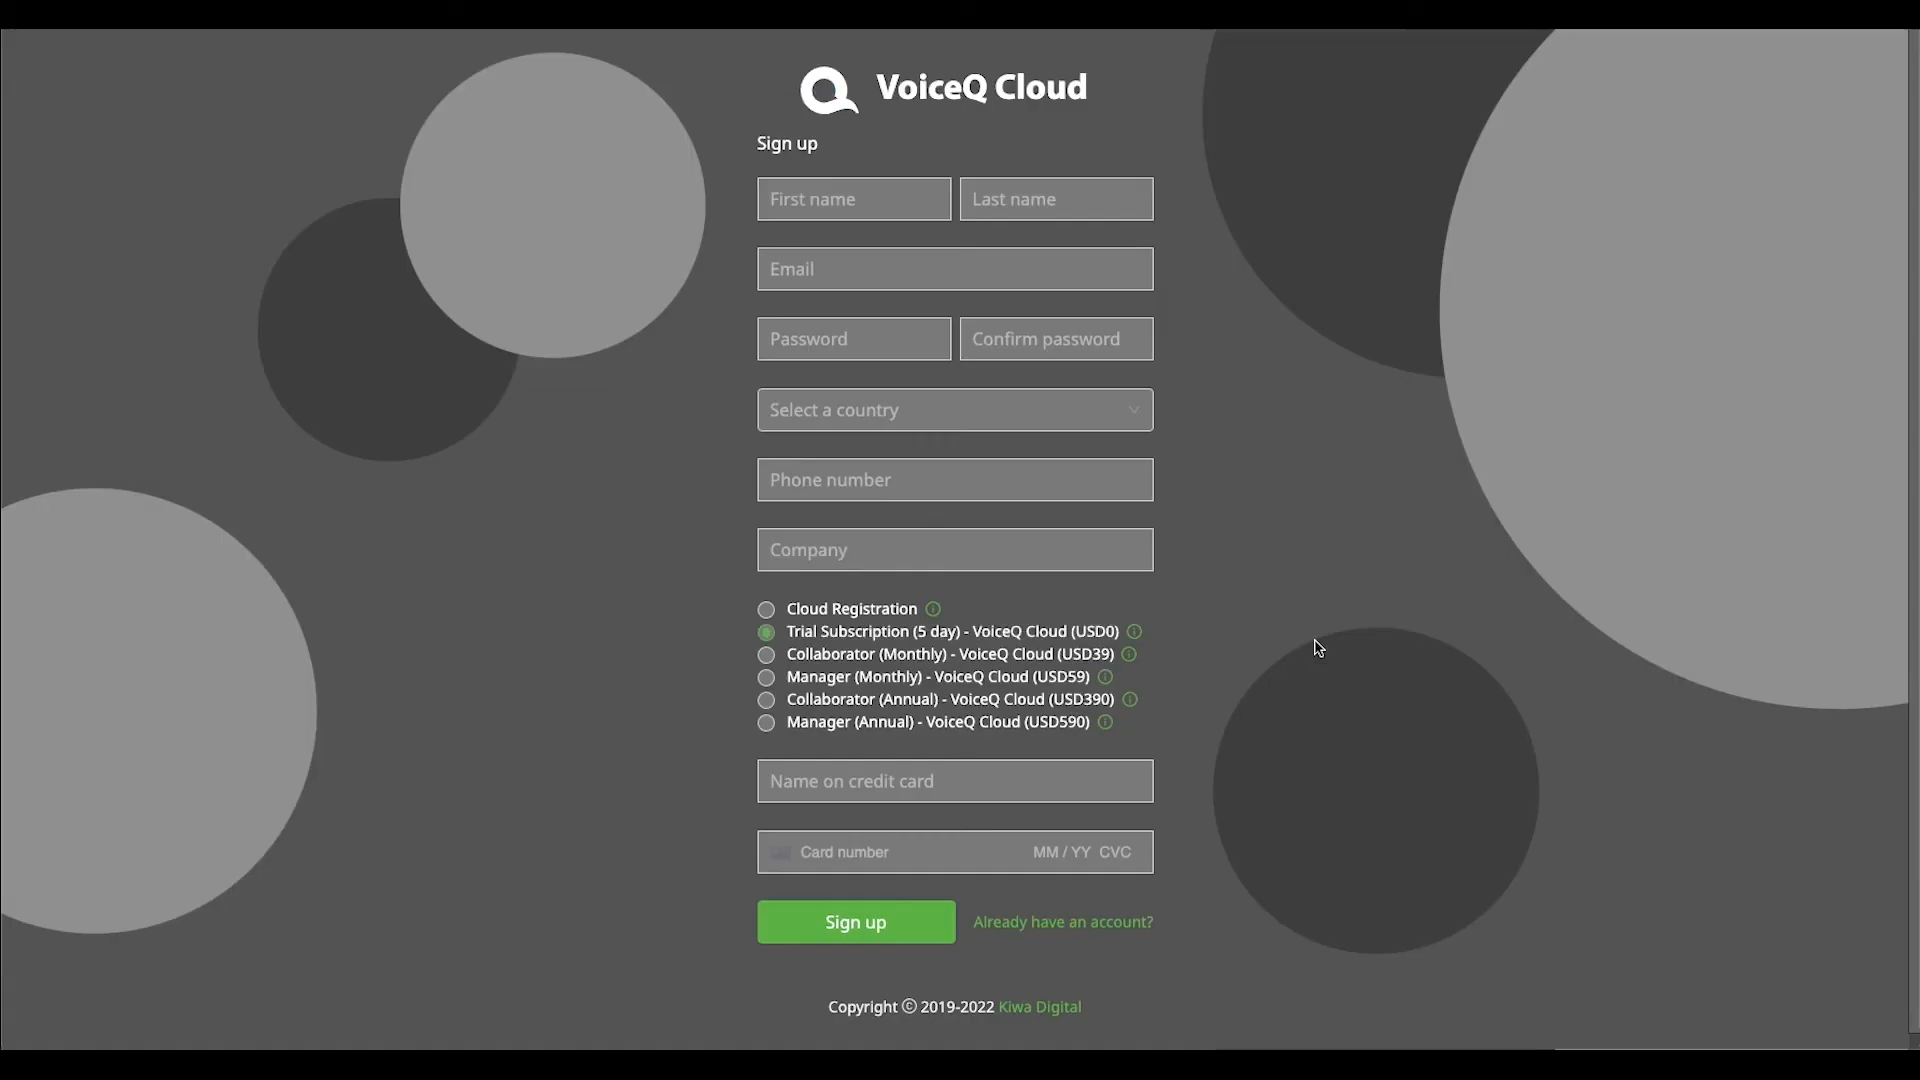 VoiceQ Cloud
Sign up
First name Last name
Email
Password Confirm password
Select a country
Phone number
Company
Cloud Registration
Trial Subscription (5 day) - VoiceQ Cloud (USD0)
Collaborator (Monthly) - VoiceQ Cloud (USD39)
Manager (Monthly) - VoiceQ Cloud (USD59)
Collaborator (Annual) - VoiceQ Cloud (USD390)
Manager (Annual) - VoiceQ Cloud (USD590)
Name on credit card
Card number MM / YY CVC
Sign up Already have an account?
Copyright © 2019-2022 Kiwa Digital